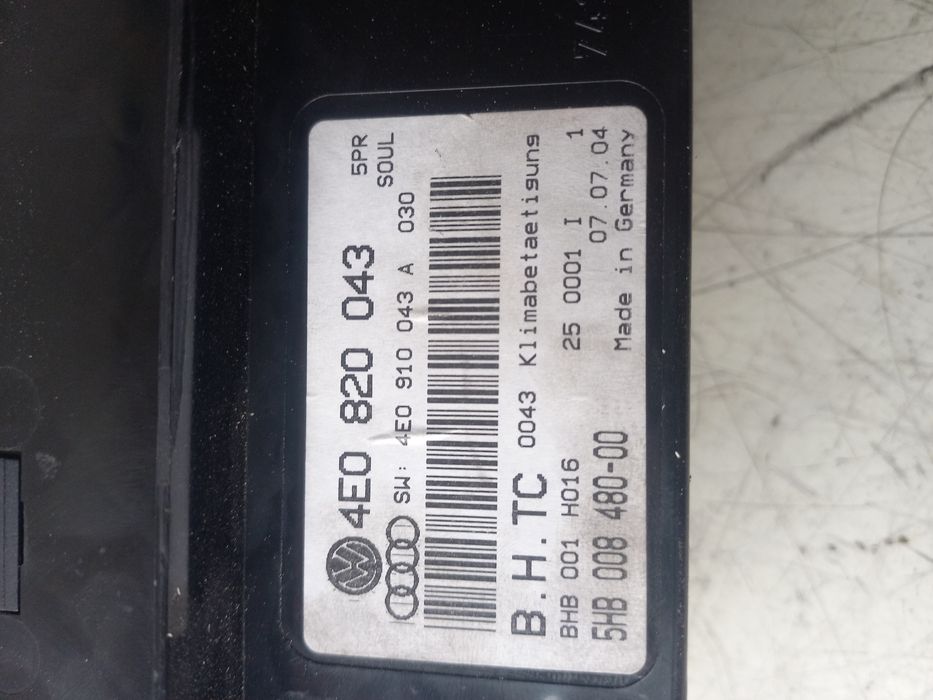 4E0 820 043 5PR
SOUL
SW: 4E0 910 043 A 030
B.H.TC 0043 Klimabetaetigung
BHB 001 H016 25 0001 I 1
5HB 008 480-00 07.07.04
Made in Germany